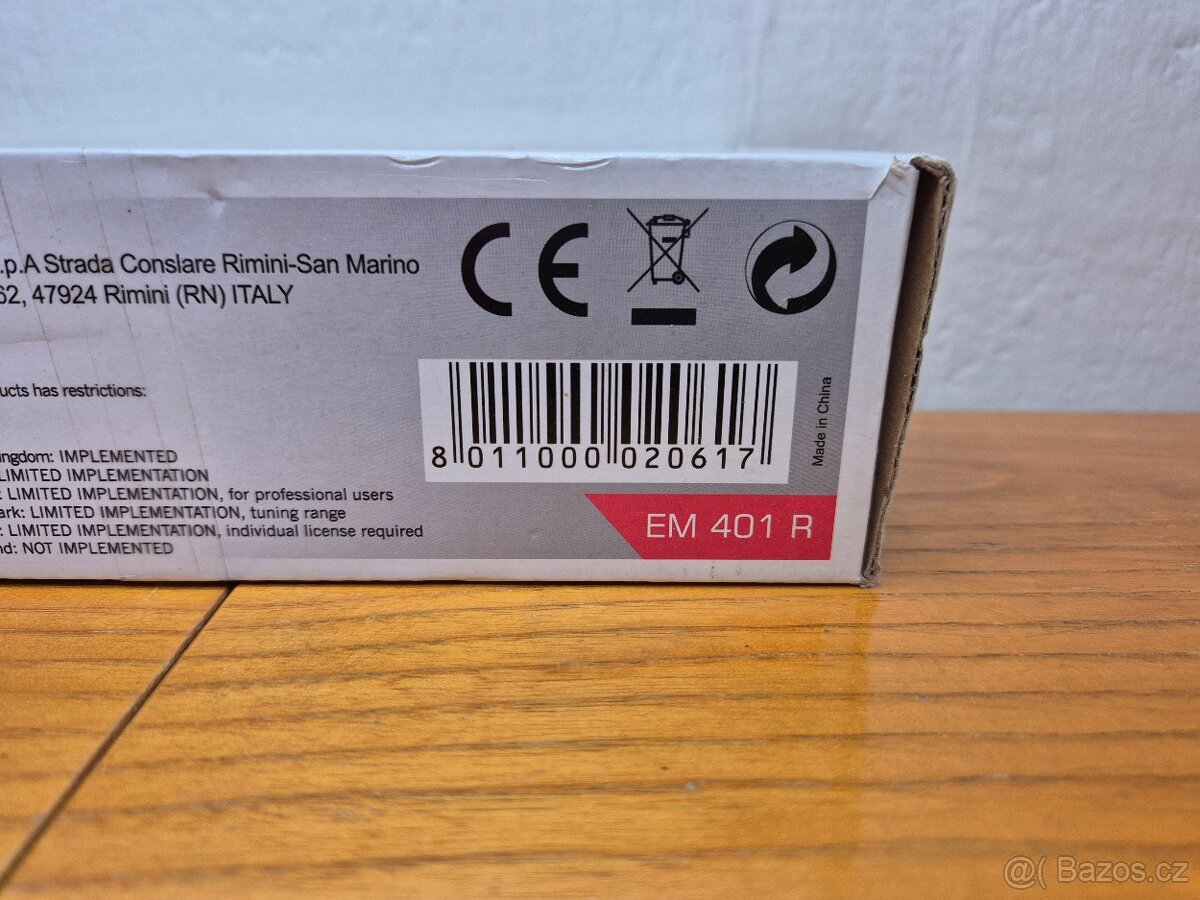 .p.A Strada Conslare Rimini-San Marino
62, 47924 Rimini (RN) ITALY
CE
ucts has restrictions:
ingdom: IMPLEMENTED
LIMITED IMPLEMENTATION
: LIMITED IMPLEMENTATION, for professional users
ark: LIMITED IMPLEMENTATION, tuning range
: LIMITED IMPLEMENTATION, individual license required
nd: NOT IMPLEMENTED
8 011000 020617
Made in China
EM 401 R
@( Bazos.cz